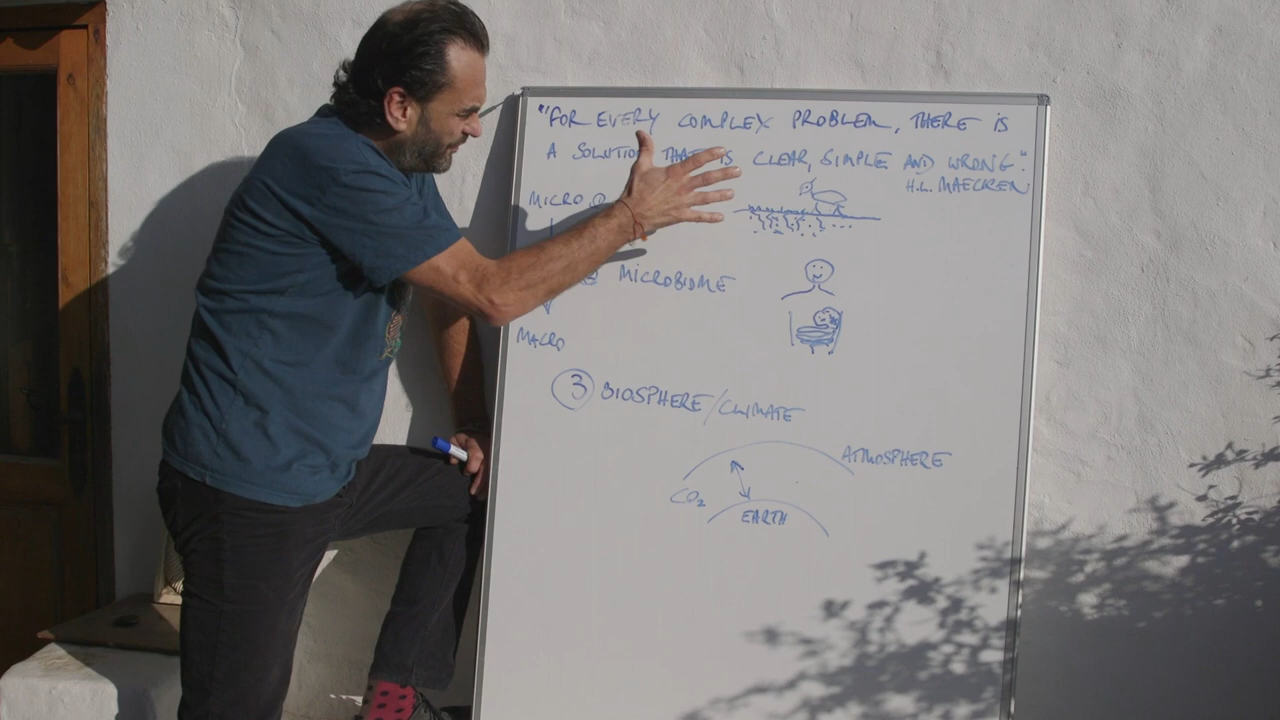 "FOR EVERY COMPLEX PROBLEM, THERE IS
A SOLUTION THAT IS CLEAR, SIMPLE AND WRONG."
H.L. MAECKREN
MICRO
MICROBIOME
MACRO
3 BIOSPHERE/CLIMATE
ATMOSPHERE
CO₂
EARTH